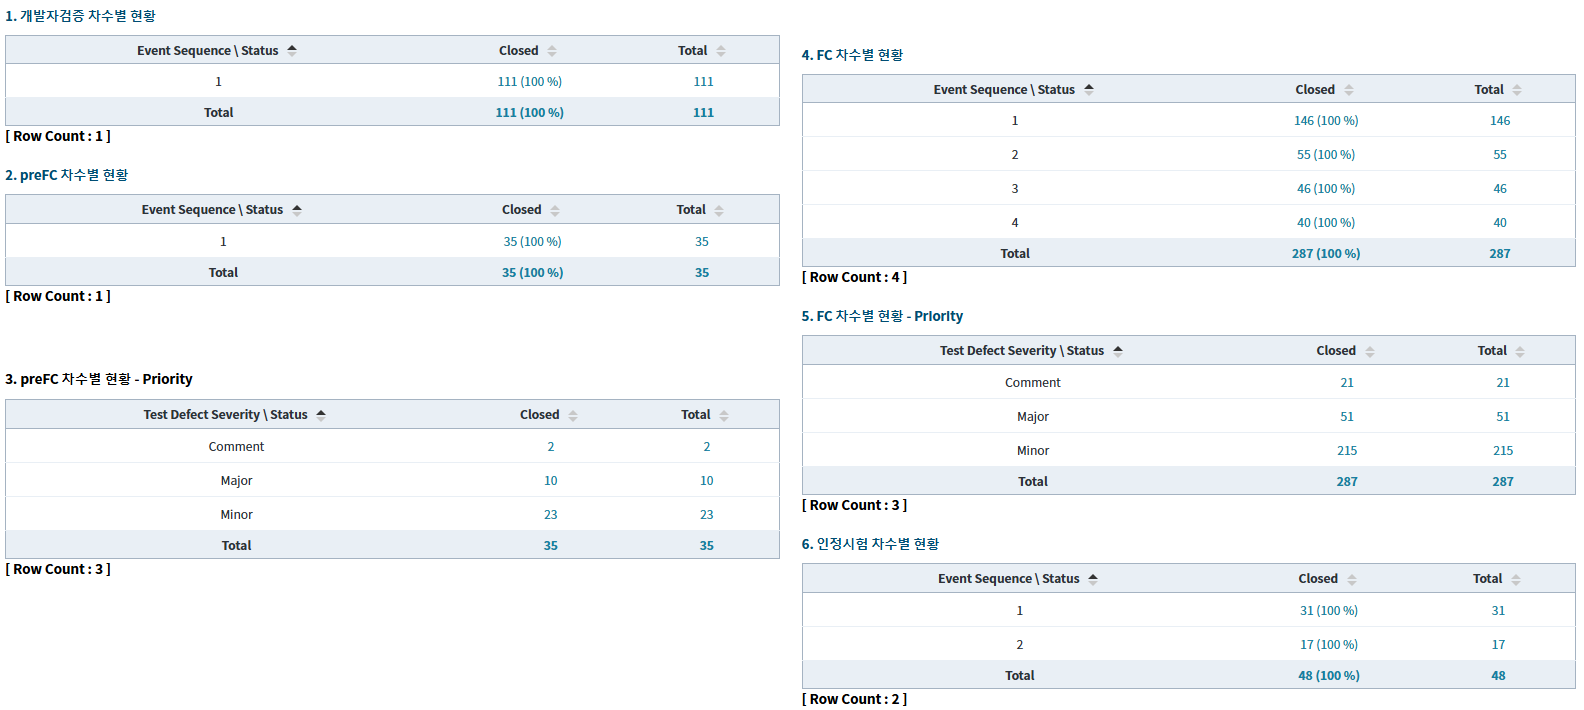 1. 개발자검증 차수별 현황
Event Sequence \ Status Closed Total
1 111 (100 %) 111
Total 111 (100 %) 111
[ Row Count : 1 ]
2. preFC 차수별 현황
Event Sequence \ Status Closed Total
1 35 (100 %) 35
Total 35 (100 %) 35
[ Row Count : 1 ]
3. preFC 차수별 현황 - Priority
Test Defect Severity \ Status Closed Total
Comment 2 2
Major 10 10
Minor 23 23
Total 35 35
[ Row Count : 3 ]
4. FC 차수별 현황
Event Sequence \ Status Closed Total
1 146 (100 %) 146
2 55 (100 %) 55
3 46 (100 %) 46
4 40 (100 %) 40
Total 287 (100 %) 287
[ Row Count : 4 ]
5. FC 차수별 현황 - Priority
Test Defect Severity \ Status Closed Total
Comment 21 21
Major 51 51
Minor 215 215
Total 287 287
[ Row Count : 3 ]
6. 인정시험 차수별 현황
Event Sequence \ Status Closed Total
1 31 (100 %) 31
2 17 (100 %) 17
Total 48 (100 %) 48
[ Row Count : 2 ]